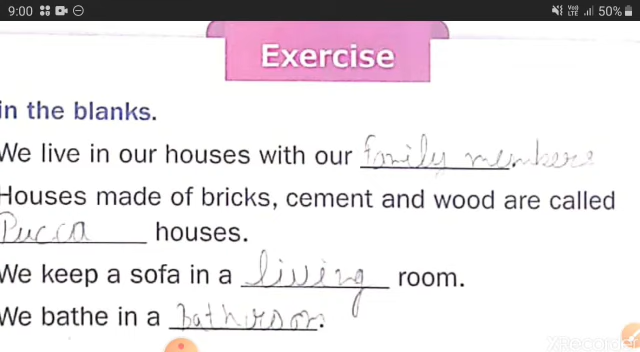 9:00 Vo) LTE 50%
Exercise
in the blanks.
We live in our houses with our family members
Houses made of bricks, cement and wood are called
Pucca houses.
We keep a sofa in a living room.
We bathe in a bathroom.
XRecorder